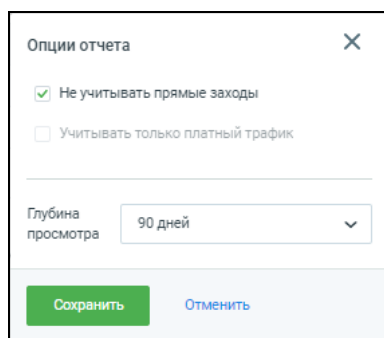 Опции отчета
Не учитывать прямые заходы
Учитывать только платный трафик
Глубина
просмотра
90 дней
Сохранить
Отменить